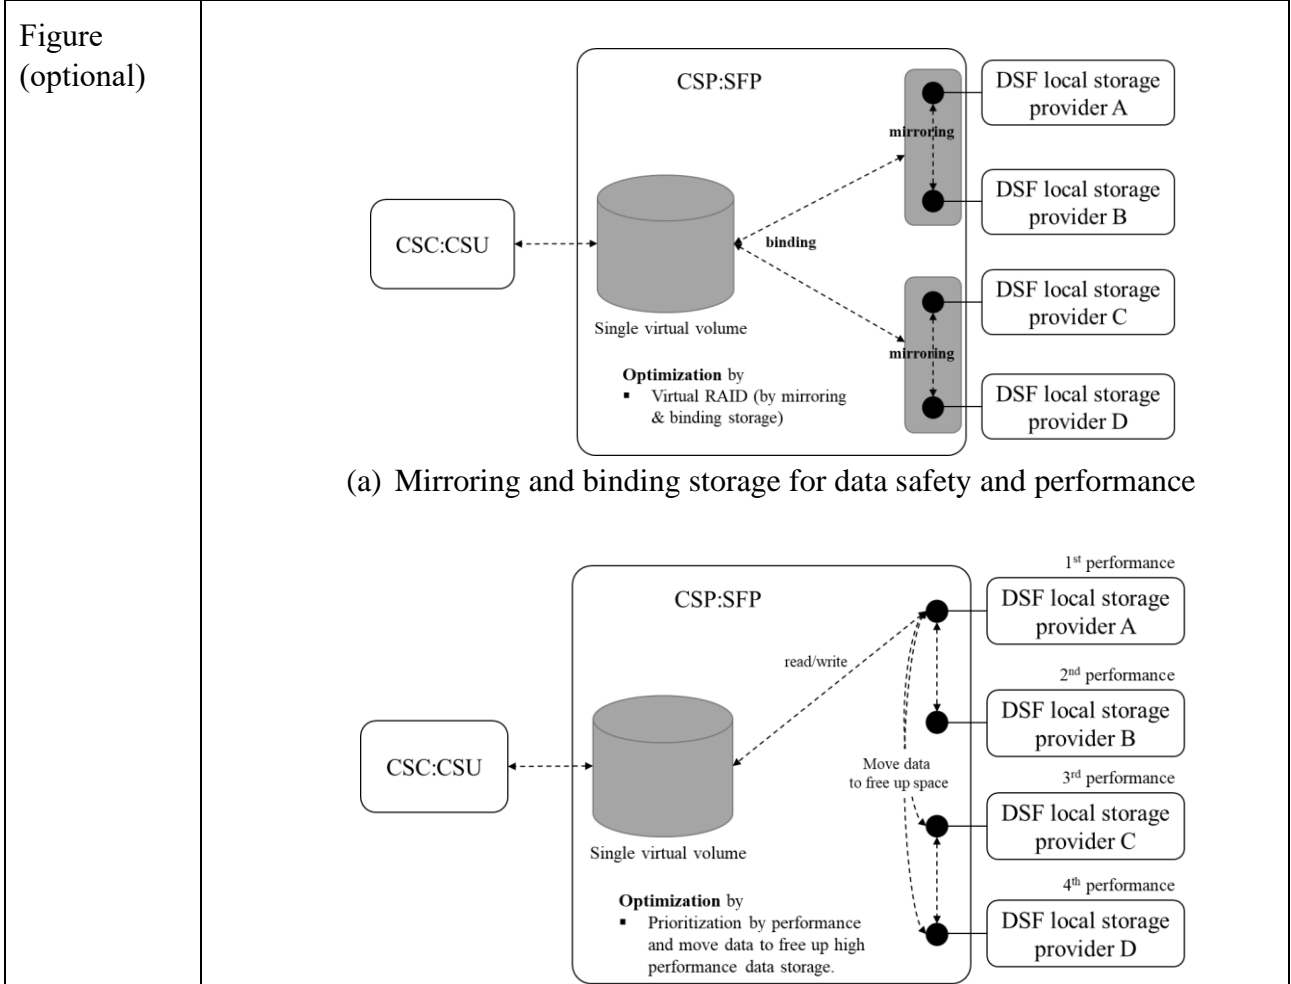 Figure
(optional)
CSP:SFP
DSF local storage
provider A
mirroring
DSF local storage
provider B
CSC:CSU
binding
Single virtual volume
DSF local storage
provider C
mirroring
DSF local storage
provider D
Optimization by
▪ Virtual RAID (by mirroring
& binding storage)
(a) Mirroring and binding storage for data safety and performance
1st performance
CSP:SFP
DSF local storage
provider A
read/write
2nd performance
DSF local storage
provider B
CSC:CSU
Move data
to free up space
3rd performance
DSF local storage
provider C
Single virtual volume
4th performance
DSF local storage
provider D
Optimization by
▪ Prioritization by performance
and move data to free up high
performance data storage.